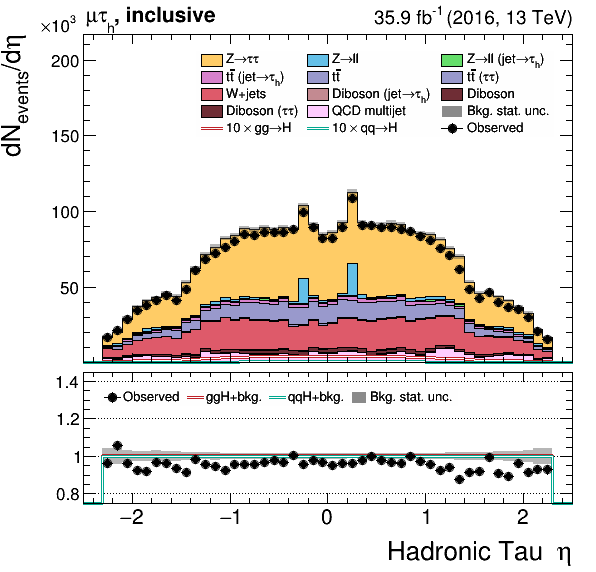 ×10³ μτₕ, inclusive 35.9 fb⁻¹ (2016, 13 TeV)
dN_events/dη
200
150
100
50
Z→ττ Z→ll Z→ll (jet→τₕ)
tt̄ (jet→τₕ) tt̄ tt̄ (ττ)
W+jets Diboson (jet→τₕ) Diboson
Diboson (ττ) QCD multijet Bkg. stat. unc.
10×gg→H 10×qq→H Observed
1.4
1.2
1
0.8
Observed ggH+bkg. qqH+bkg. Bkg. stat. unc.
−2 −1 0 1 2
Hadronic Tau η